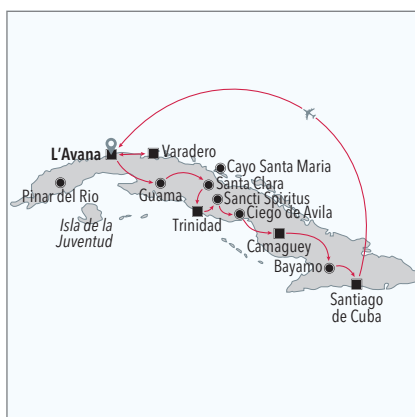 L'Avana
Varadero
Cayo Santa Maria
Pinar del Rio
Guama
Santa Clara
Sancti Spiritus
Ciego de Avila
Isla de la
Juventud
Trinidad
Camaguey
Bayamo
Santiago
de Cuba